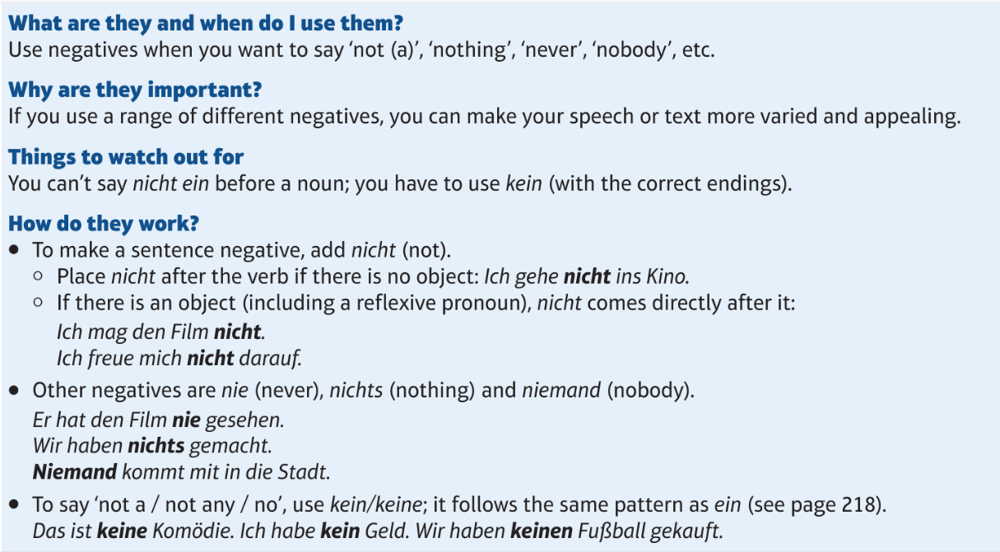 What are they and when do I use them?
Use negatives when you want to say ‘not (a)’, ‘nothing’, ‘never’, ‘nobody’, etc.
Why are they important?
If you use a range of different negatives, you can make your speech or text more varied and appealing.
Things to watch out for
You can’t say nicht ein before a noun; you have to use kein (with the correct endings).
How do they work?
● To make a sentence negative, add nicht (not).
○ Place nicht after the verb if there is no object: Ich gehe nicht ins Kino.
○ If there is an object (including a reflexive pronoun), nicht comes directly after it:
Ich mag den Film nicht.
Ich freue mich nicht darauf.
● Other negatives are nie (never), nichts (nothing) and niemand (nobody).
Er hat den Film nie gesehen.
Wir haben nichts gemacht.
Niemand kommt mit in die Stadt.
● To say ‘not a / not any / no’, use kein/keine; it follows the same pattern as ein (see page 218).
Das ist keine Komödie. Ich habe kein Geld. Wir haben keinen Fußball gekauft.